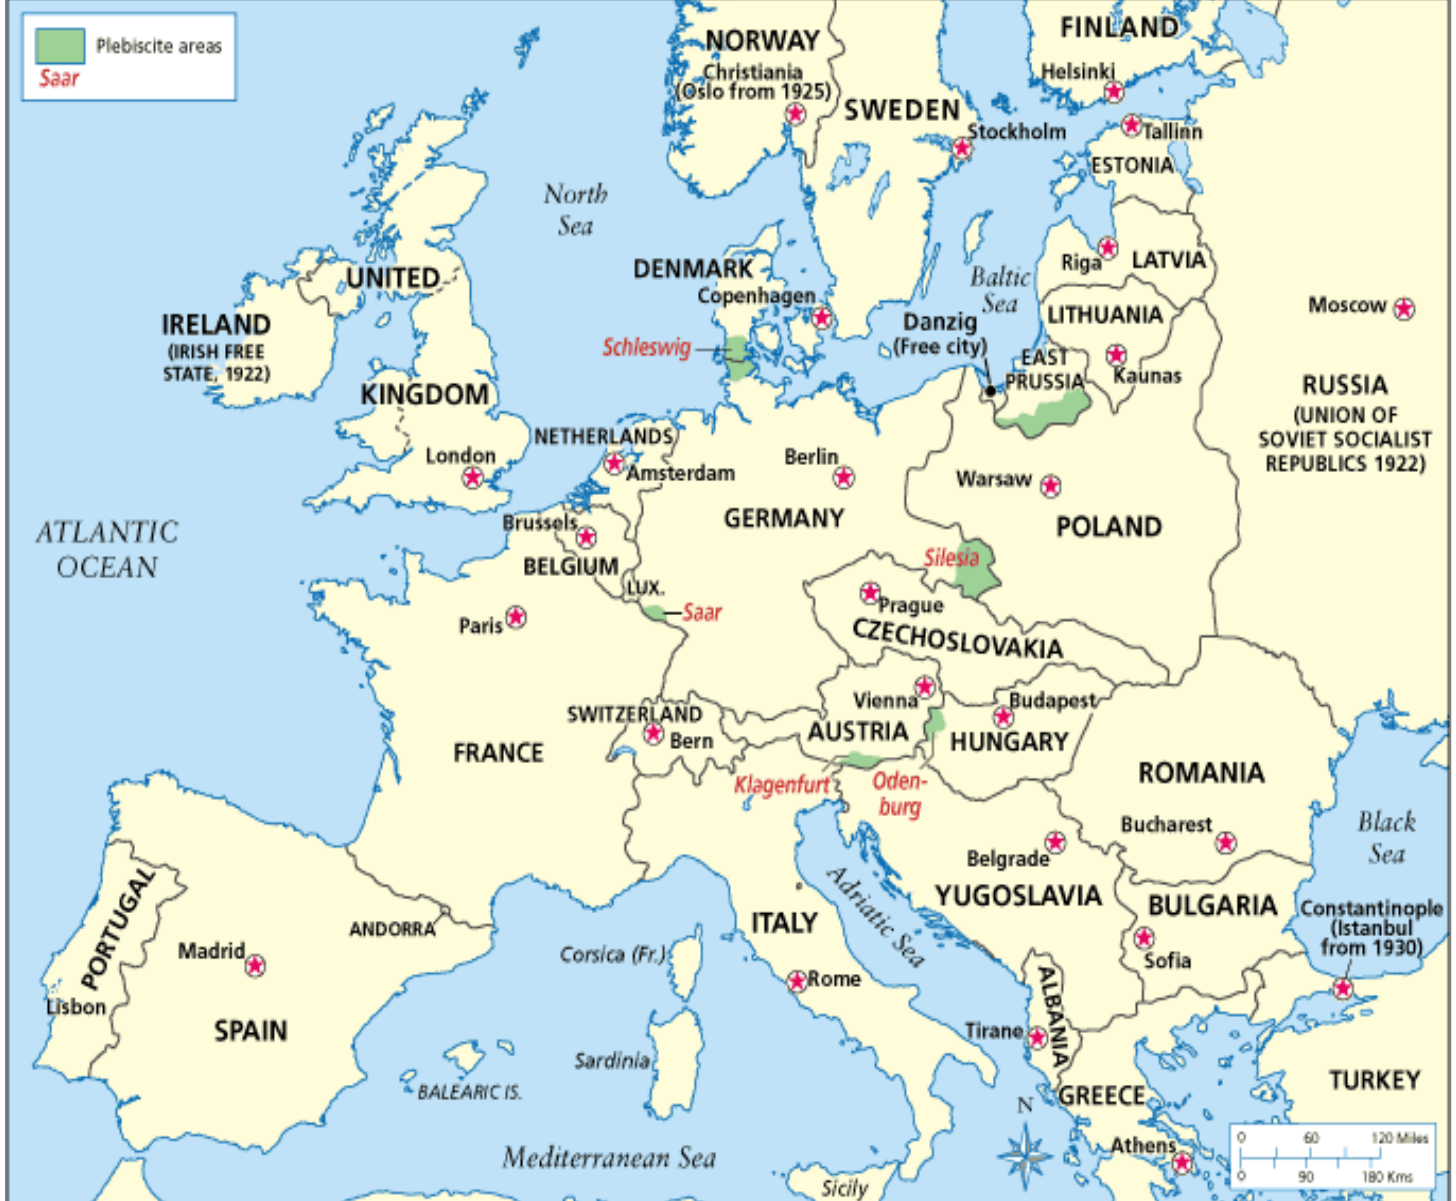 Plebiscite areas
Saar
NORWAY
Christiania
(Oslo from 1925)
SWEDEN
Stockholm
FINLAND
Helsinki
Tallinn
ESTONIA
North
Sea
Riga
LATVIA
Baltic
Sea
LITHUANIA
Kaunas
Moscow
RUSSIA
(UNION OF
SOVIET SOCIALIST
REPUBLICS 1922)
DENMARK
Copenhagen
Schleswig
Danzig
(Free city)
EAST
PRUSSIA
UNITED
KINGDOM
London
IRELAND
(IRISH FREE
STATE, 1922)
NETHERLANDS
Amsterdam
Berlin
GERMANY
Warsaw
POLAND
Silesia
ATLANTIC
OCEAN
Brussels
BELGIUM
LUX.
Saar
Paris
FRANCE
Prague
CZECHOSLOVAKIA
SWITZERLAND
Bern
Vienna
AUSTRIA
Budapest
HUNGARY
Klagenfurt
Oden-
burg
ROMANIA
Bucharest
Black
Sea
Belgrade
YUGOSLAVIA
BULGARIA
Sofia
Constantinople
(Istanbul
from 1930)
PORTUGAL
Lisbon
Madrid
SPAIN
ANDORRA
ITALY
Rome
Adriatic Sea
Corsica (Fr.)
Sardinia
BALEARIC IS.
Mediterranean Sea
Sicily
ALBANIA
Tirane
GREECE
Athens
TURKEY
N
0 60 120 Miles
0 90 180 Kms